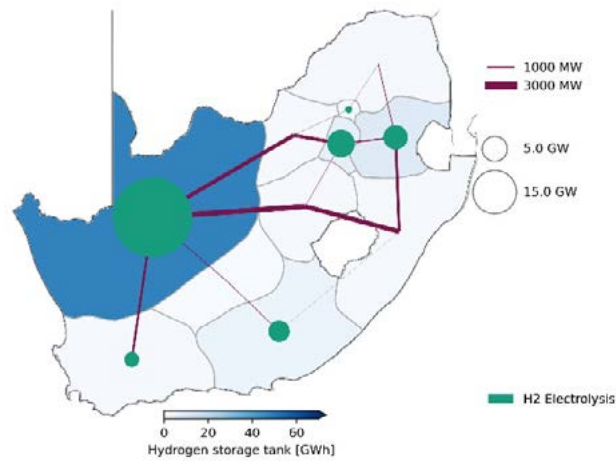 1000 MW
3000 MW
5.0 GW
15.0 GW
H2 Electrolysis
0 20 40 60
Hydrogen storage tank [GWh]